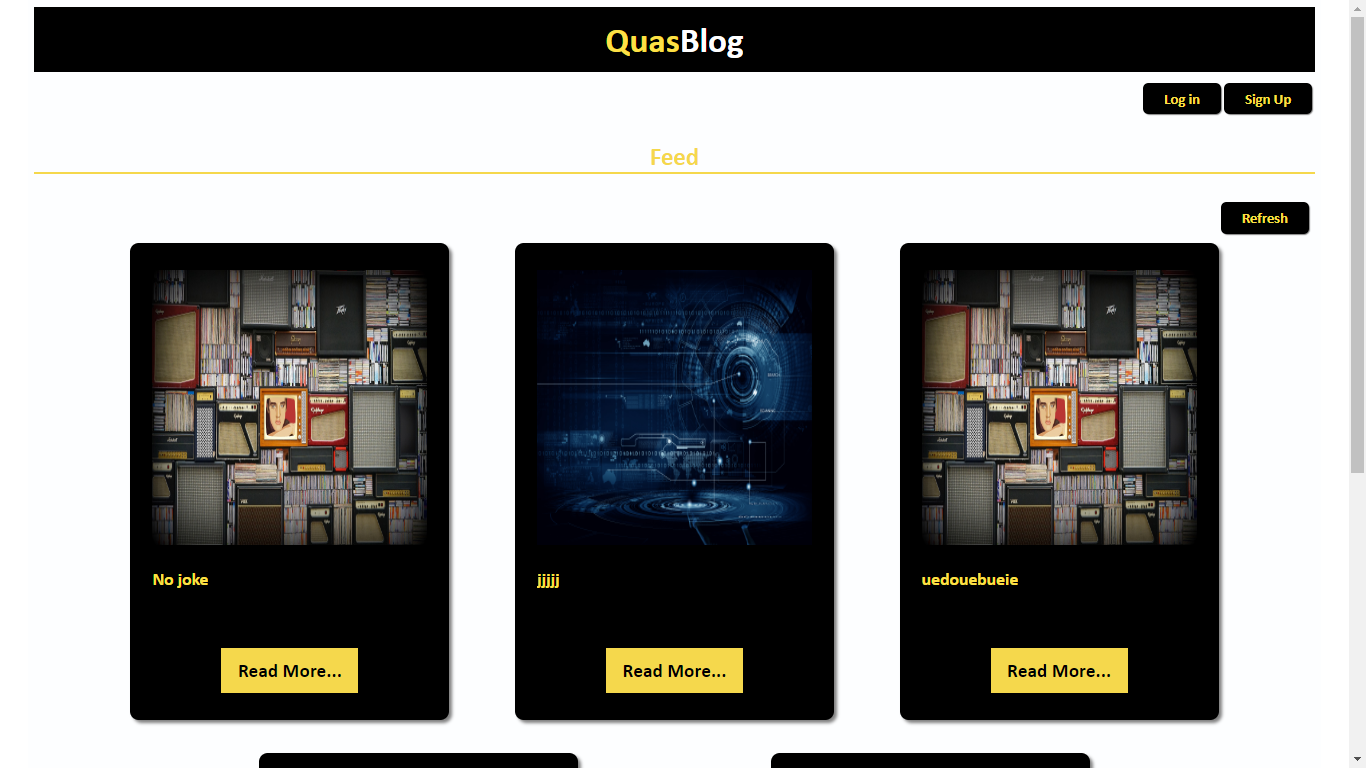 QuasBlog
Log in
Sign Up
Feed
Refresh
No joke
jjjjj
uedouebueie
Read More...
Read More...
Read More...